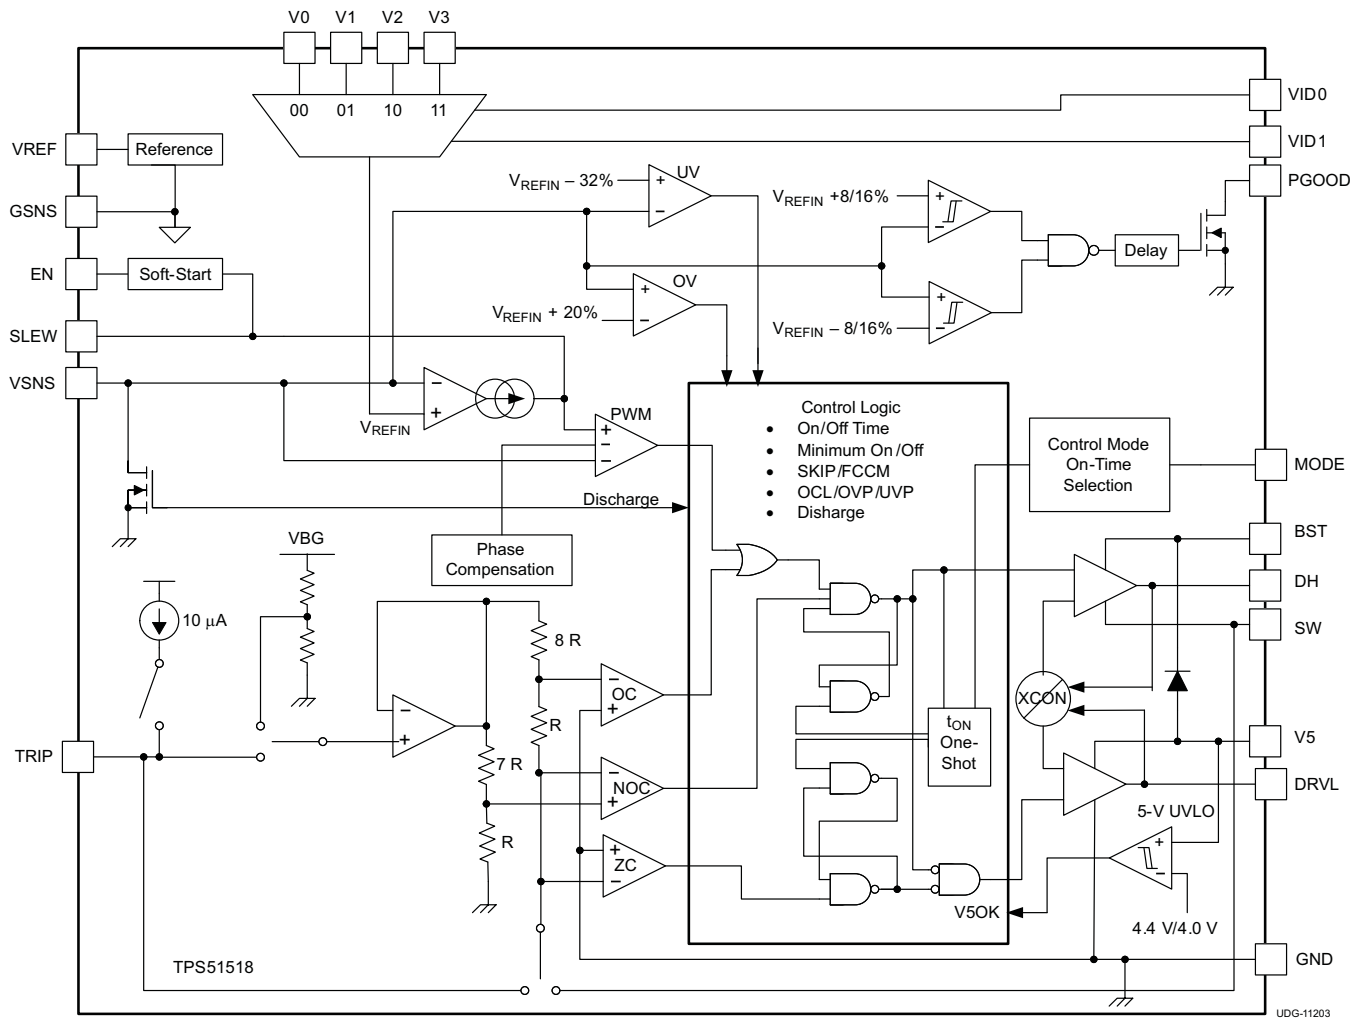 V0 V1 V2 V3
00 01 10 11
VID0
VREF
Reference
VID1
UV
VREFIN – 32%
VREFIN +8/16%
PGOOD
GSNS
Delay
EN
Soft-Start
OV
VREFIN + 20%
VREFIN – 8/16%
SLEW
VSNS
VREFIN
PWM
Control Logic
• On/Off Time
• Minimum On/Off
• SKIP/FCCM
• OCL/OVP/UVP
• Disharge
Control Mode
On-Time
Selection
MODE
Discharge
VBG
Phase
Compensation
BST
DH
SW
10 μA
8 R
OC
XCON
R
tON
One-
Shot
TRIP
V5
7 R
NOC
DRVL
5-V UVLO
R
ZC
V5OK
4.4 V/4.0 V
TPS51518
GND
UDG-11203